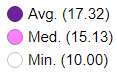 Avg. (17.32)
Med. (15.13)
Min. (10.00)